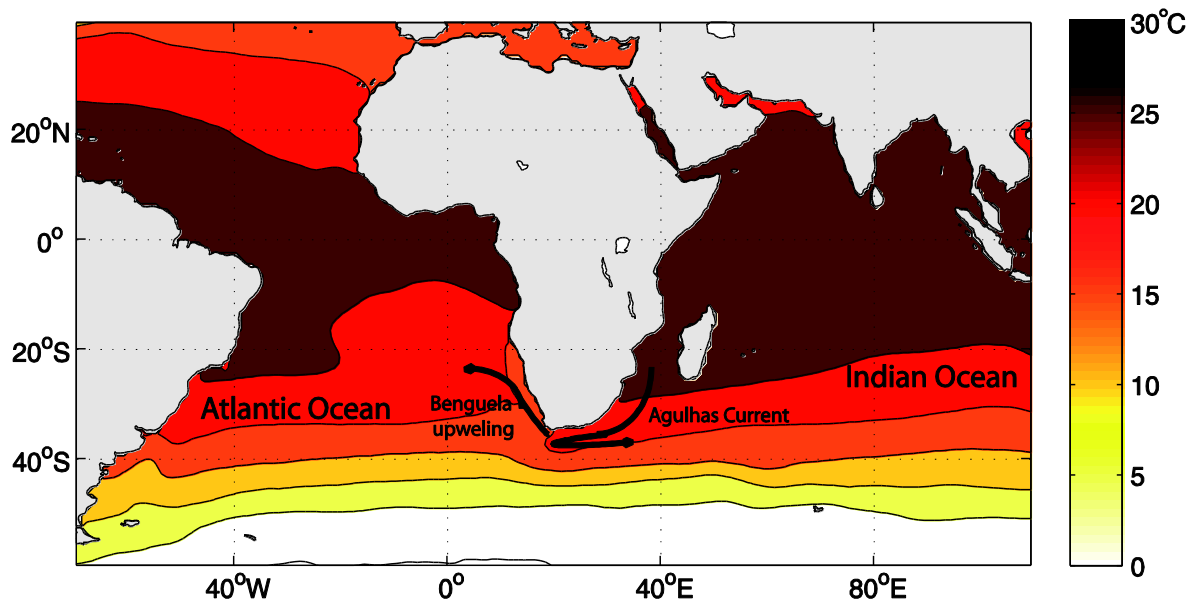 30°C
25
20
15
10
5
0
20°N
0°
20°S
40°S
Atlantic Ocean
Benguela
upweling
Agulhas Current
Indian Ocean
40°W
0°
40°E
80°E